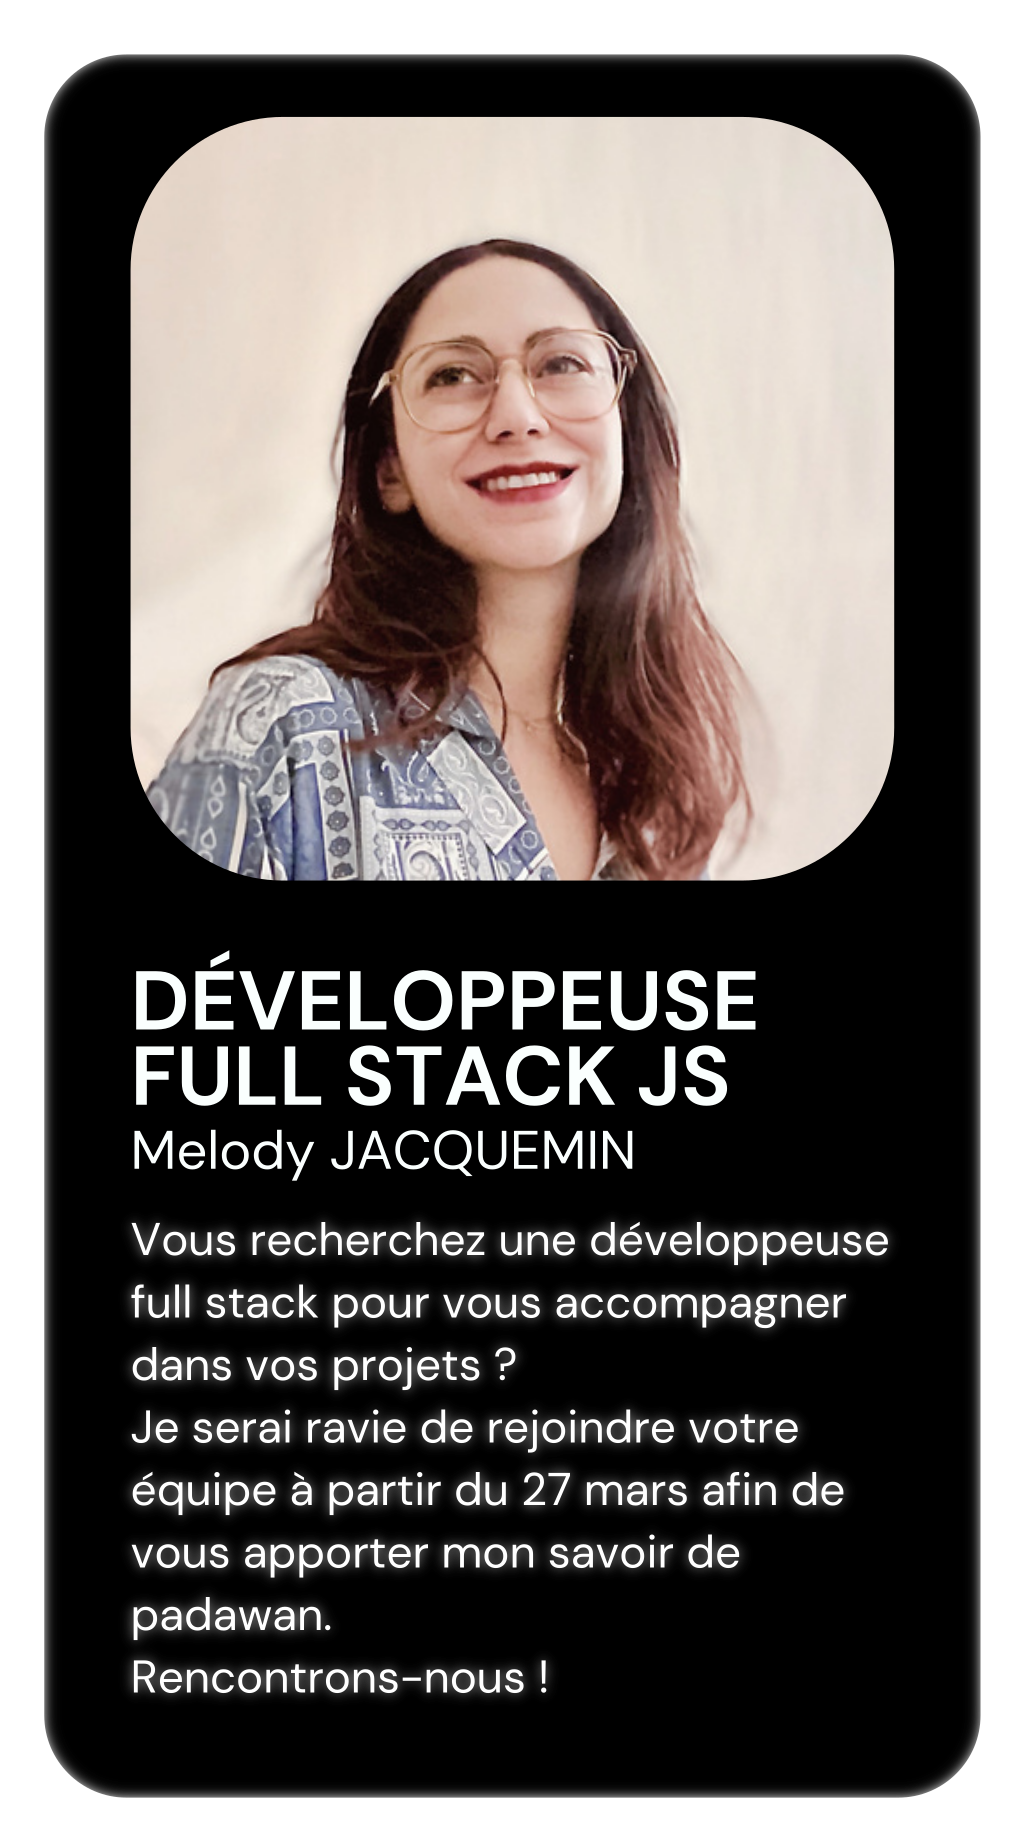 DÉVELOPPEUSE
FULL STACK JS
Melody JACQUEMIN
Vous recherchez une développeuse
full stack pour vous accompagner
dans vos projets ?
Je serai ravie de rejoindre votre
équipe à partir du 27 mars afin de
vous apporter mon savoir de
padawan.
Rencontrons-nous !